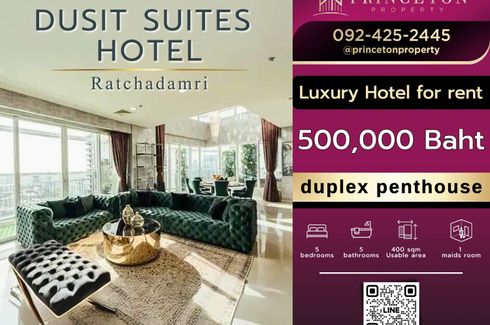 DUSIT SUITES
HOTEL
Ratchadamri
PRINCETON
PROPERTY
092-425-2445
@princetonproperty
Luxury Hotel for rent
500,000 Baht
duplex penthouse
5
bedrooms
5
bathrooms
400 sqm
Usable area
1
maids room
LINE